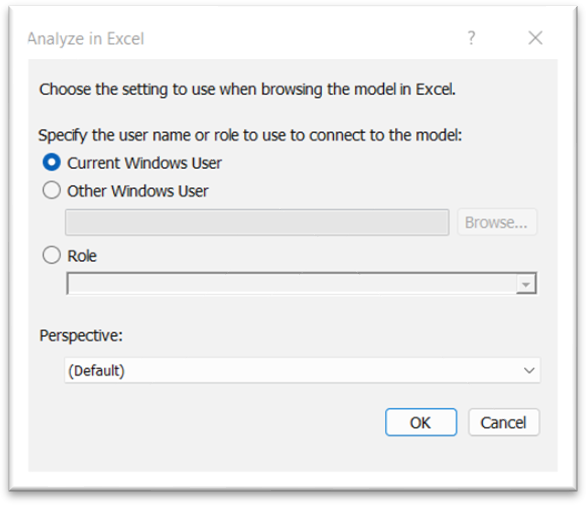 Analyze in Excel
?
Choose the setting to use when browsing the model in Excel.
Specify the user name or role to use to connect to the model:
Current Windows User
Other Windows User
Browse...
Role
Perspective:
(Default)
OK Cancel